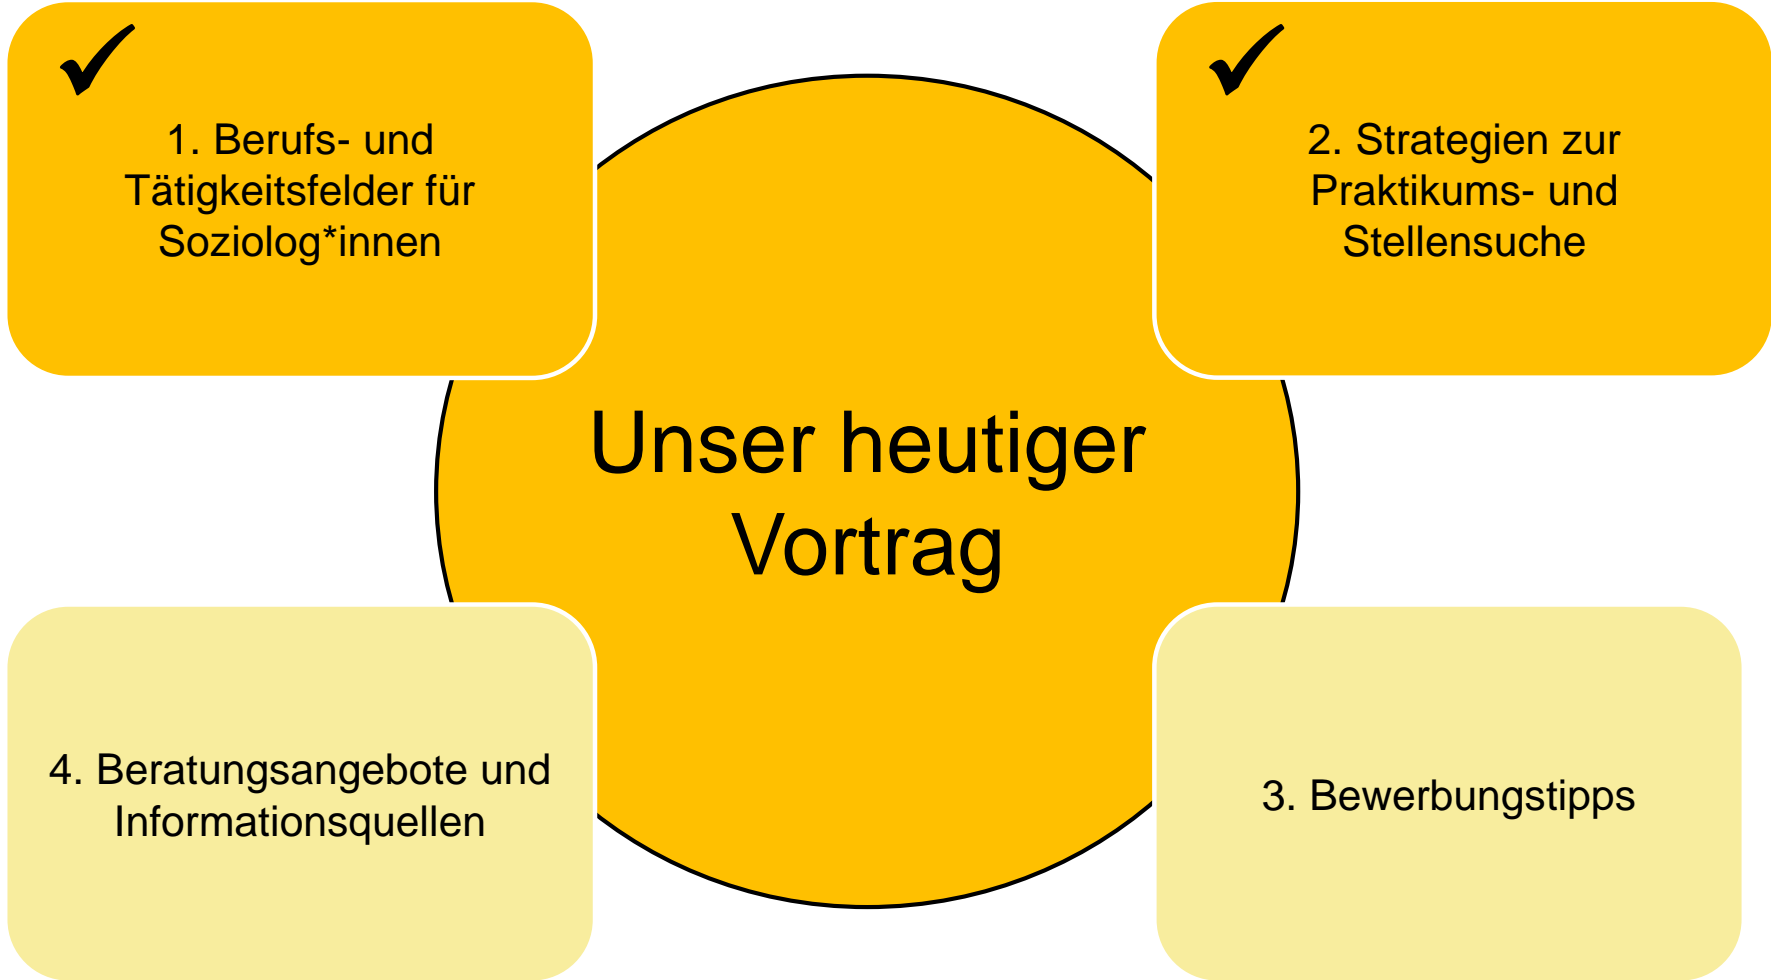 ✓
1. Berufs- und
Tätigkeitsfelder für
Soziolog*innen
✓
2. Strategien zur
Praktikums- und
Stellensuche
Unser heutiger
Vortrag
4. Beratungsangebote und
Informationsquellen
3. Bewerbungstipps